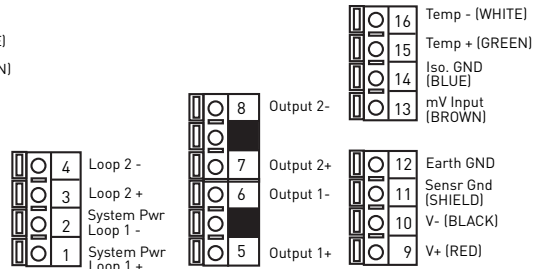 E)
N)
4 Loop 2 -
3 Loop 2 +
2 System Pwr
Loop 1 -
1 System Pwr
Loop 1 +
8 Output 2-
7 Output 2+
6 Output 1-
5 Output 1+
16 Temp - (WHITE)
15 Temp + (GREEN)
14 Iso. GND
(BLUE)
13 mV Input
(BROWN)
12 Earth GND
11 Sensr Gnd
(SHIELD)
10 V- (BLACK)
9 V+ (RED)